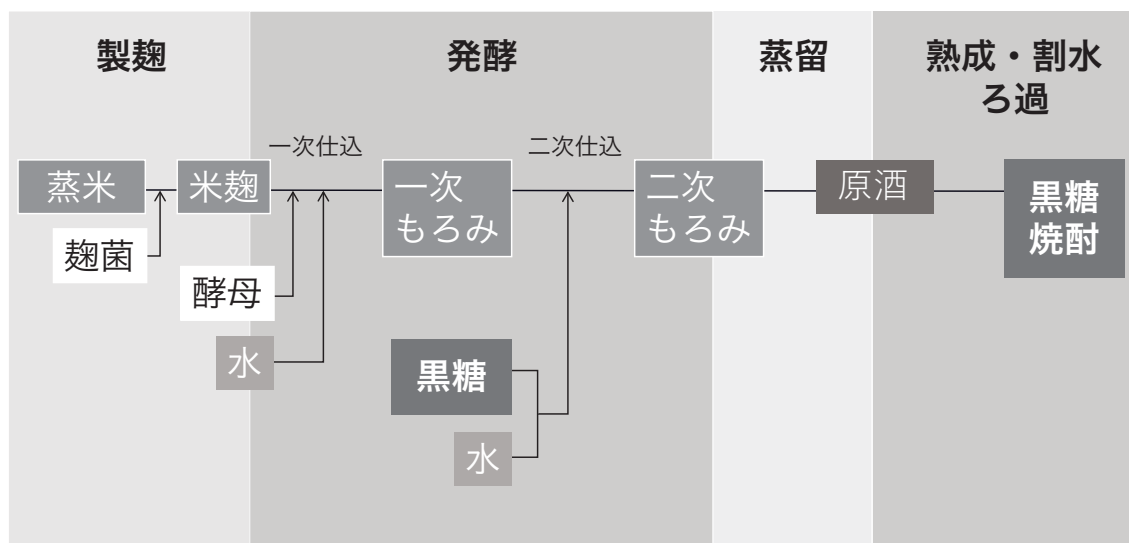 製麹
発酵
蒸留
熟成・割水
ろ過
一次仕込
二次仕込
蒸米
米麹
一次
もろみ
二次
もろみ
原酒
黒糖
焼酎
麹菌
酵母
水
黒糖
水